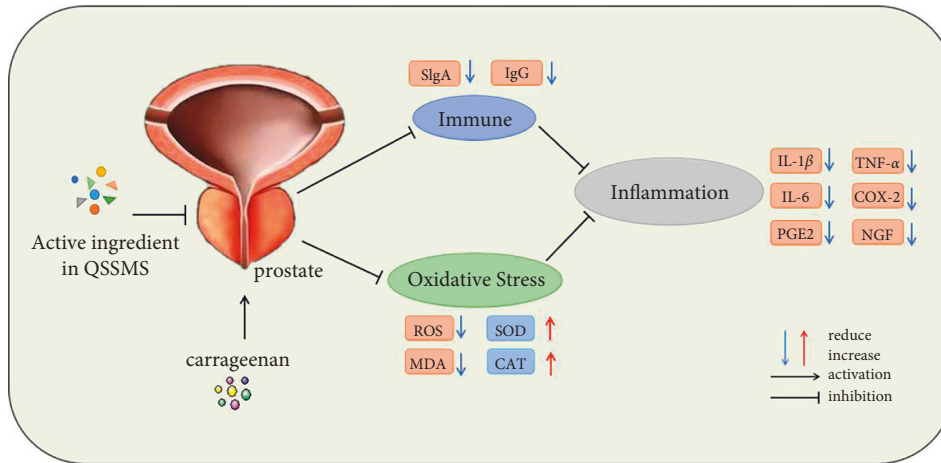 SlgA
IgG
Immune
IL-1β
TNF-α
Inflammation
IL-6
COX-2
PGE2
NGF
Active ingredient
in QSSMS
prostate
Oxidative Stress
ROS
SOD
MDA
CAT
carrageenan
reduce
increase
activation
inhibition